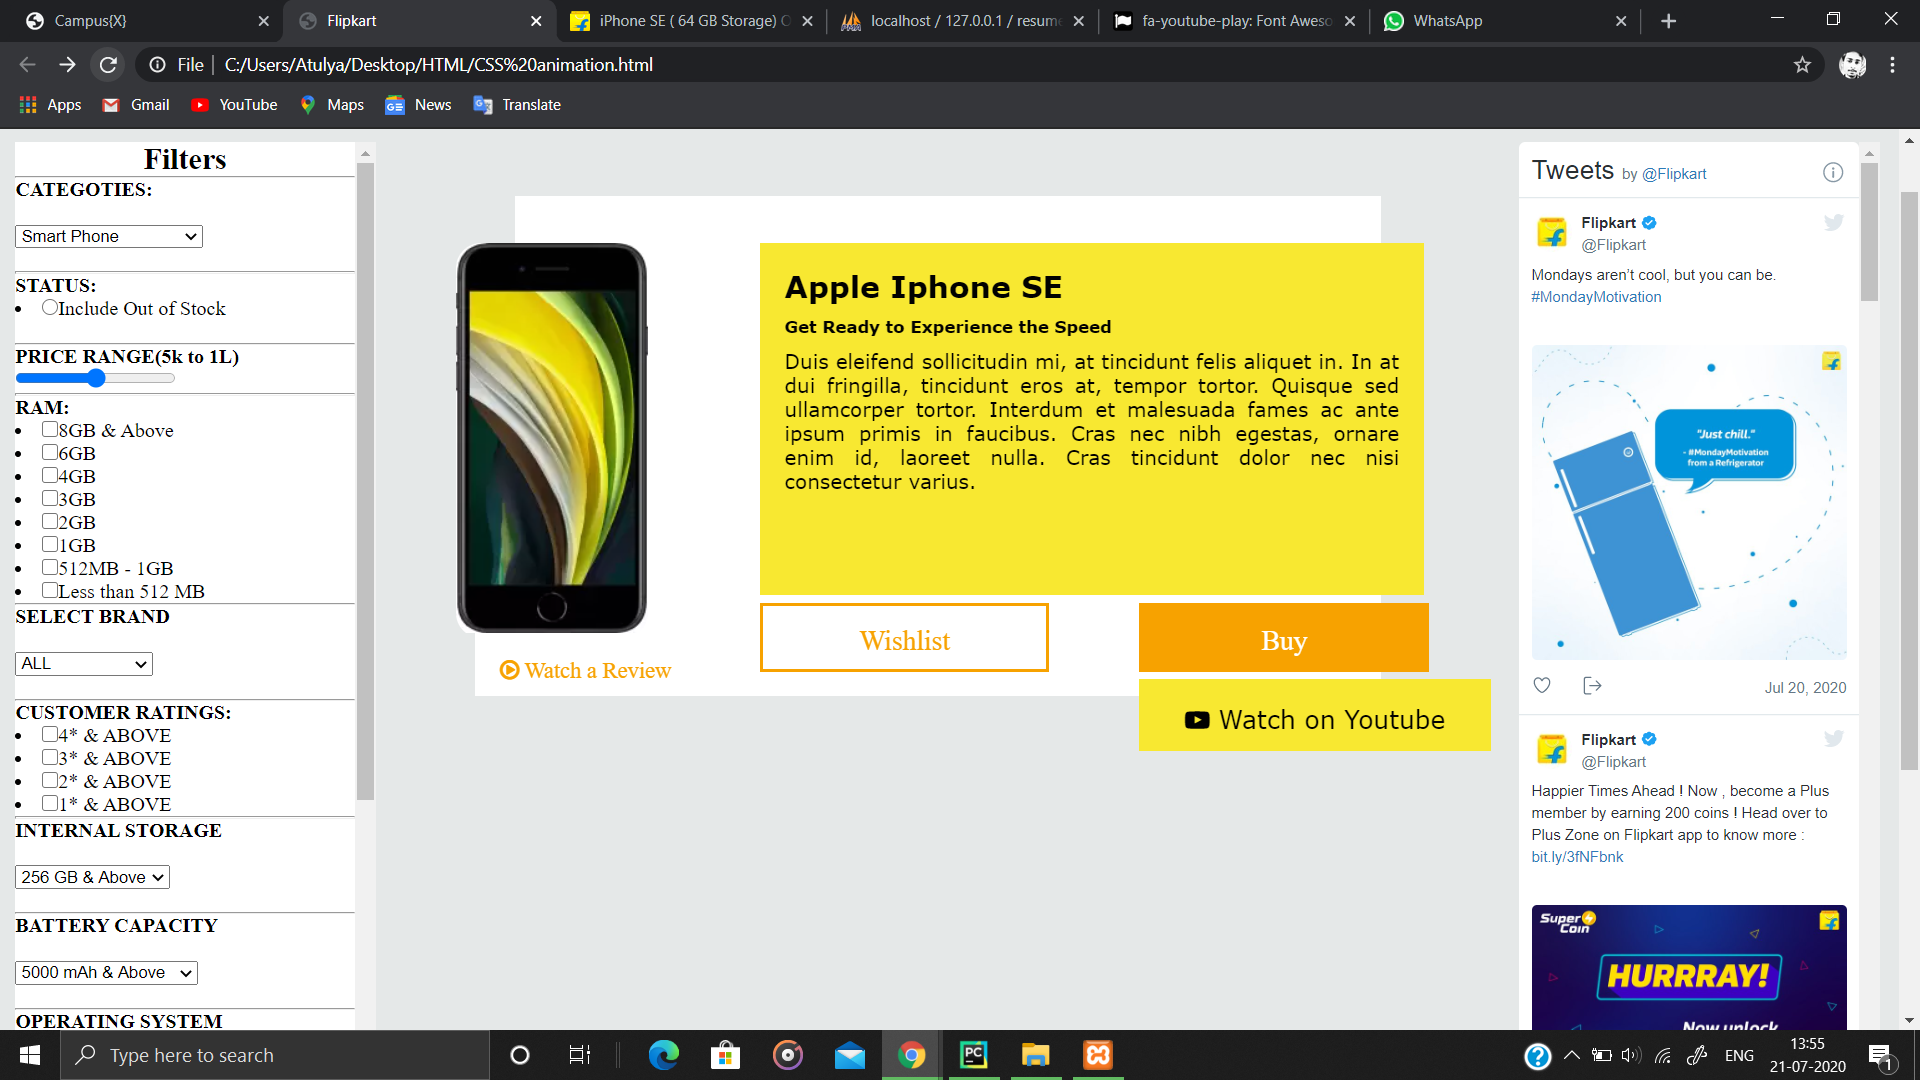 Campus{X}
Flipkart
iPhone SE ( 64 GB Storage) O
localhost / 127.0.0.1 / resum
fa-youtube-play: Font Aweso
WhatsApp
File
C:/Users/Atulya/Desktop/HTML/CSS%20animation.html
Apps
Gmail
YouTube
Maps
News
Translate
Filters
CATEGOTIES:
Smart Phone
STATUS:
Include Out of Stock
PRICE RANGE(5k to 1L)
RAM:
8GB & Above
6GB
4GB
3GB
2GB
1GB
512MB - 1GB
Less than 512 MB
SELECT BRAND
ALL
CUSTOMER RATINGS:
4* & ABOVE
3* & ABOVE
2* & ABOVE
1* & ABOVE
INTERNAL STORAGE
256 GB & Above
BATTERY CAPACITY
5000 mAh & Above
OPERATING SYSTEM
Apple Iphone SE
Get Ready to Experience the Speed
Duis eleifend sollicitudin mi, at tincidunt felis aliquet in. In at
dui fringilla, tincidunt eros at, tempor tortor. Quisque sed
ullamcorper tortor. Interdum et malesuada fames ac ante
ipsum primis in faucibus. Cras nec nibh egestas, ornare
enim id, laoreet nulla. Cras tincidunt dolor nec nisi
consectetur varius.
Wishlist
Buy
Watch a Review
Watch on Youtube
Tweets by @Flipkart
Flipkart
@Flipkart
Mondays aren’t cool, but you can be.
#MondayMotivation
"Just chill."
- #MondayMotivation
from a Refrigerator
Jul 20, 2020
Flipkart
@Flipkart
Happier Times Ahead ! Now , become a Plus
member by earning 200 coins ! Head over to
Plus Zone on Flipkart app to know more :
bit.ly/3fNFbnk
Super
Coin
HURRRAY!
Now unlock
Type here to search
PC
ENG
13:55
21-07-2020
1